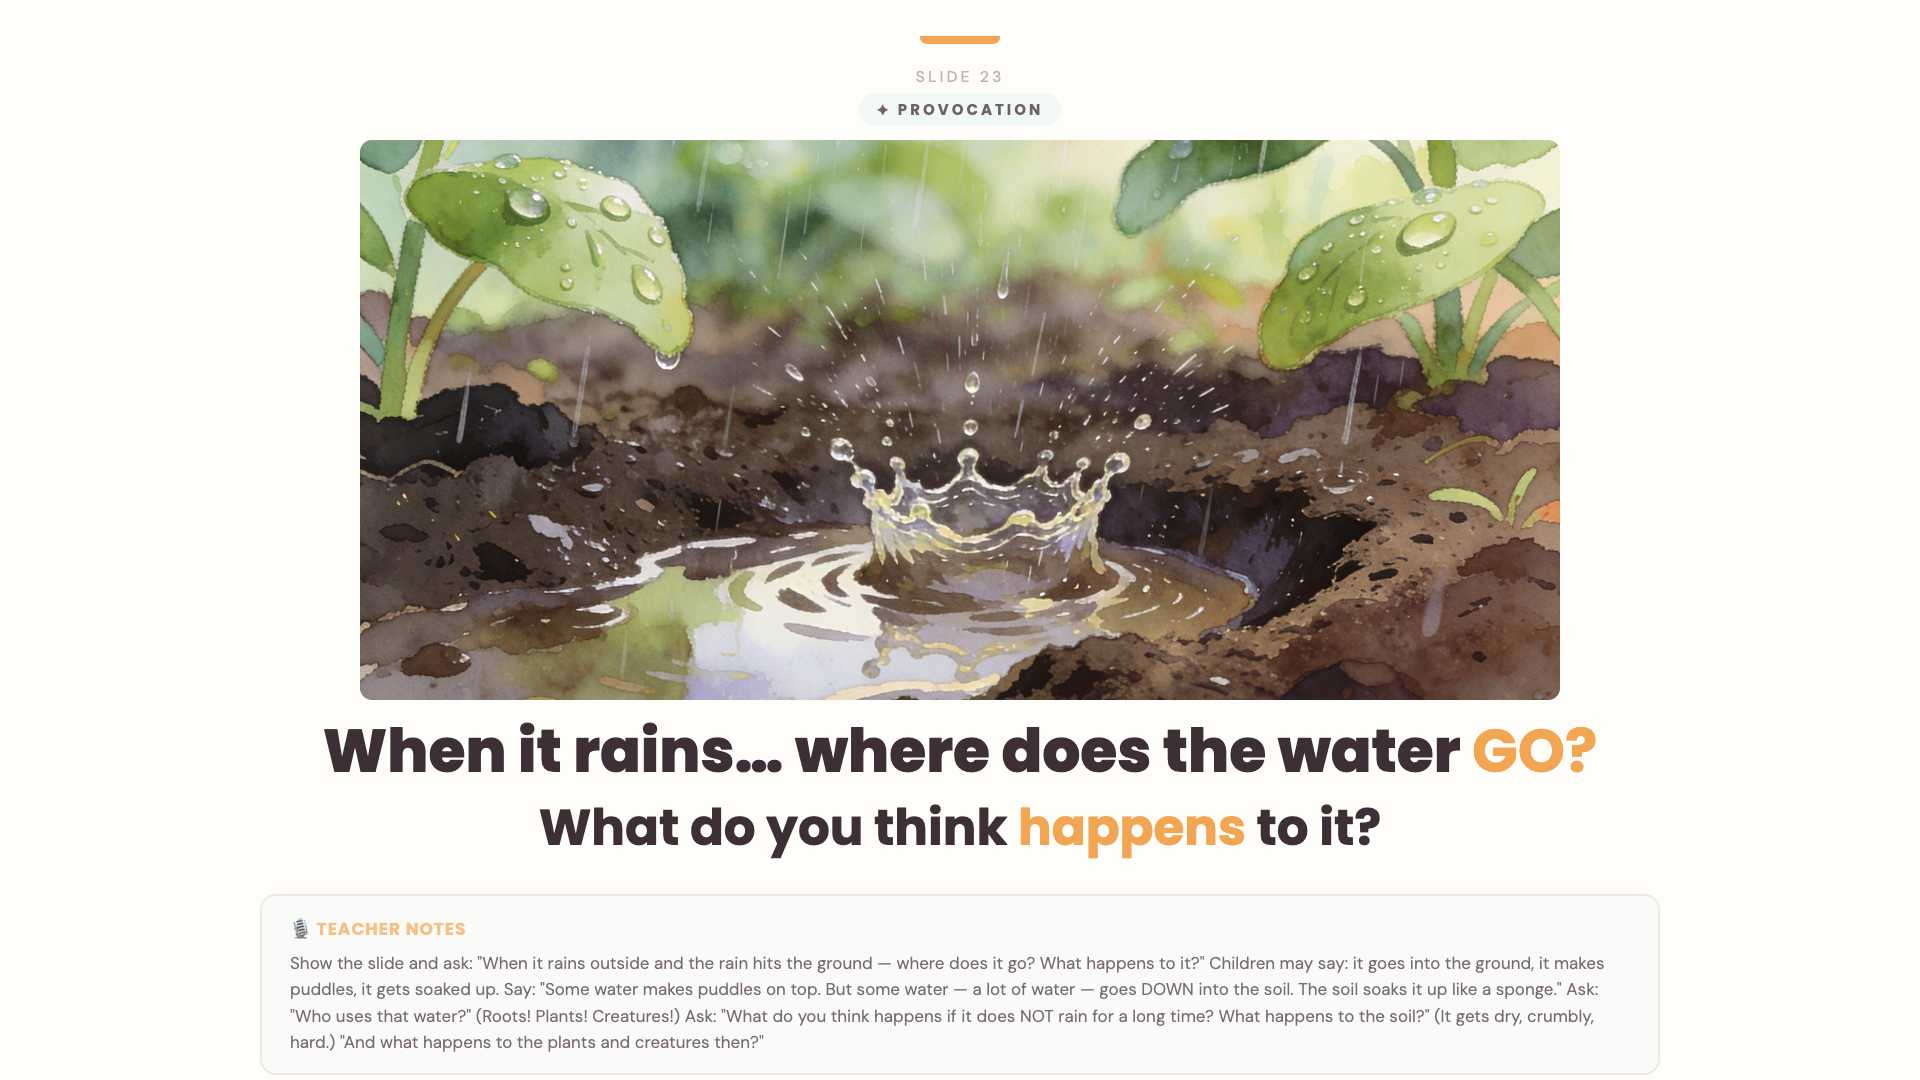 SLIDE 23
✦ PROVOCATION
When it rains... where does the water GO?
What do you think happens to it?
🎙️ TEACHER NOTES
Show the slide and ask: "When it rains outside and the rain hits the ground — where does it go? What happens to it?" Children may say: it goes into the ground, it makes
puddles, it gets soaked up. Say: "Some water makes puddles on top. But some water — a lot of water — goes DOWN into the soil. The soil soaks it up like a sponge." Ask:
"Who uses that water?" (Roots! Plants! Creatures!) Ask: "What do you think happens if it does NOT rain for a long time? What happens to the soil?" (It gets dry, crumbly,
hard.) "And what happens to the plants and creatures then?"